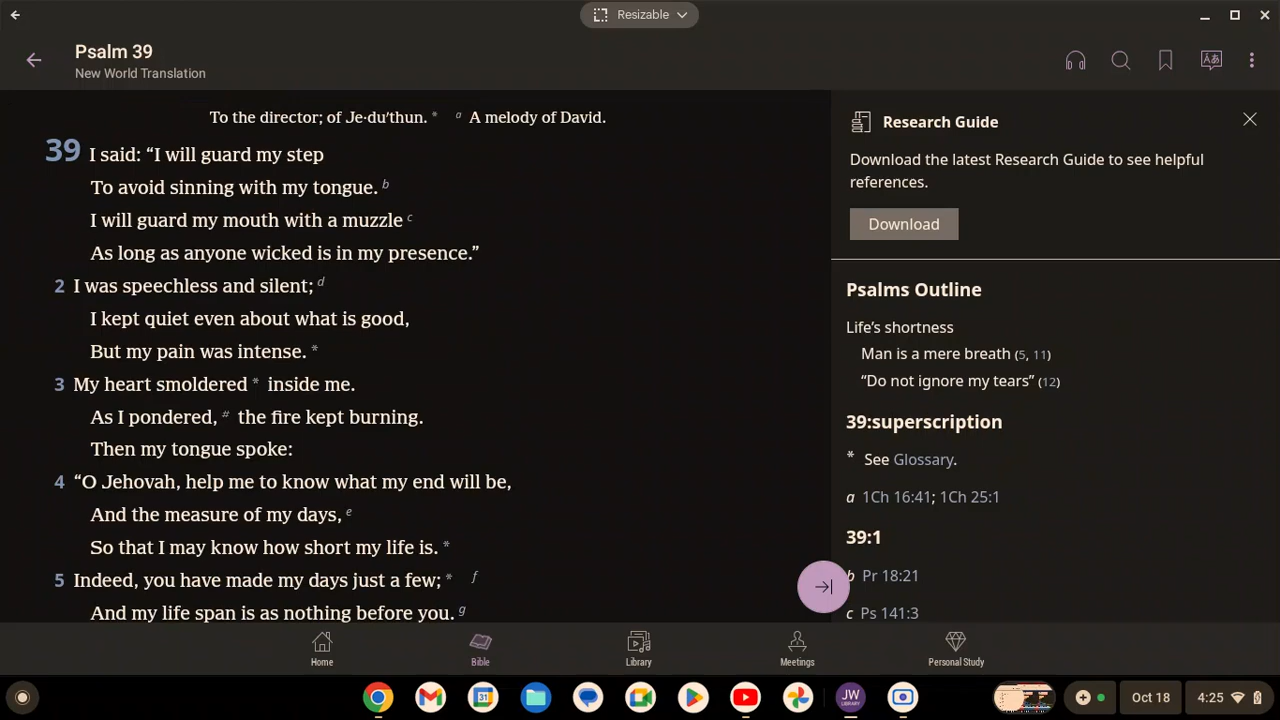 Resizable
Psalm 39
New World Translation
To the director; of Je·du′thun. * a A melody of David.
39 I said: “I will guard my step
To avoid sinning with my tongue. b
I will guard my mouth with a muzzle c
As long as anyone wicked is in my presence.”
2 I was speechless and silent; d
I kept quiet even about what is good,
But my pain was intense. *
3 My heart smoldered * inside me.
As I pondered, # the fire kept burning.
Then my tongue spoke:
4 “O Jehovah, help me to know what my end will be,
And the measure of my days, e
So that I may know how short my life is. *
5 Indeed, you have made my days just a few; * f
And my life span is as nothing before you. g
Research Guide
Download the latest Research Guide to see helpful
references.
Download
Psalms Outline
Life’s shortness
Man is a mere breath (5, 11)
“Do not ignore my tears” (12)
39:superscription
* See Glossary.
a 1Ch 16:41; 1Ch 25:1
39:1
b Pr 18:21
c Ps 141:3
Home
Bible
Library
Meetings
Personal Study
31
JW
LIBRARY
Oct 18
4:25